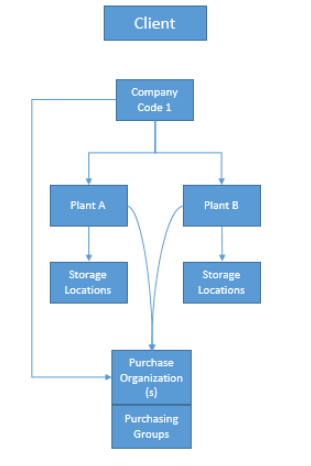 Client
Company
Code 1
Plant A
Plant B
Storage
Locations
Storage
Locations
Purchase
Organization
(s)
Purchasing
Groups